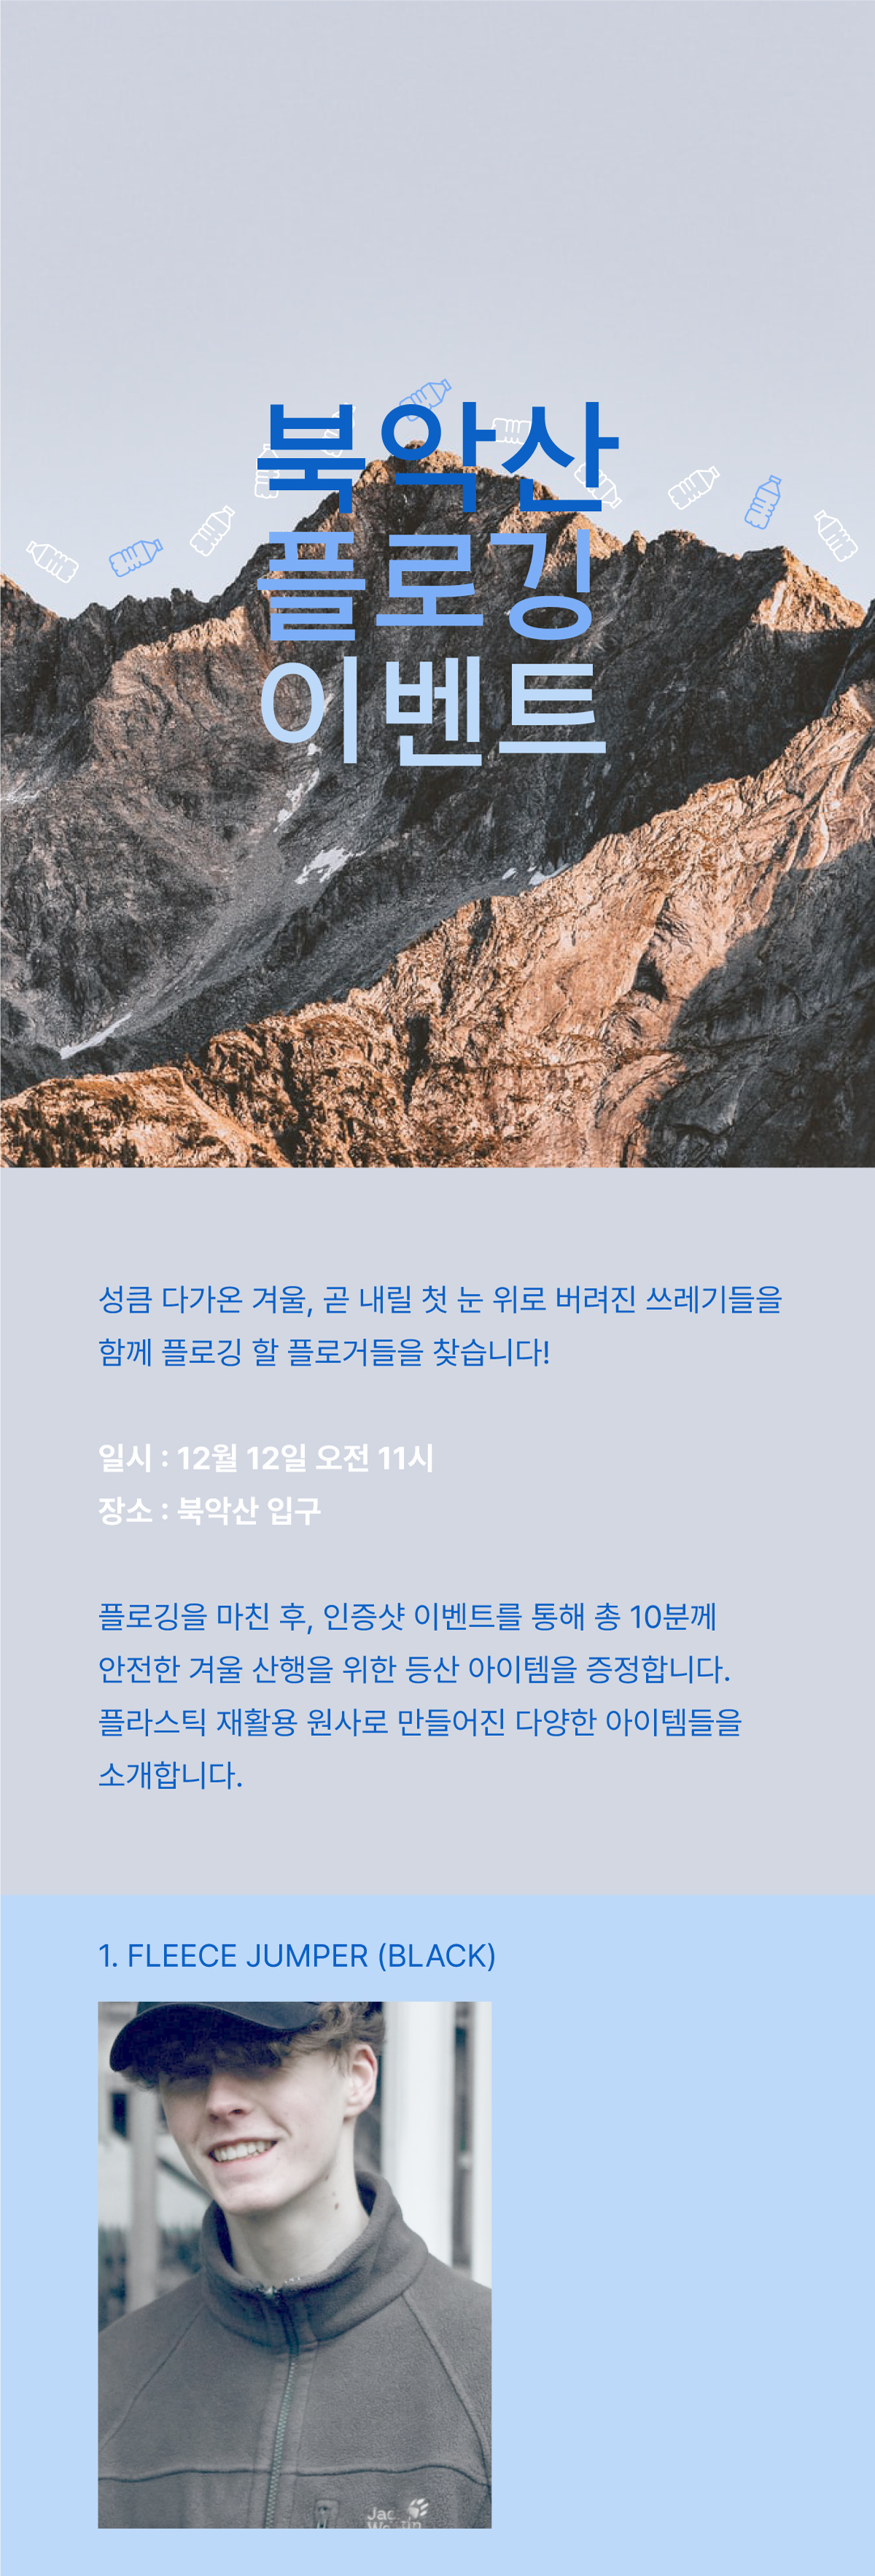 북악산
플로깅
이벤트
성큼 다가온 겨울, 곧 내릴 첫 눈 위로 버려진 쓰레기들을
함께 플로깅 할 플로거들을 찾습니다!
일시 : 12월 12일 오전 11시
장소 : 북악산 입구
플로깅을 마친 후, 인증샷 이벤트를 통해 총 10분께
안전한 겨울 산행을 위한 등산 아이템을 증정합니다.
플라스틱 재활용 원사로 만들어진 다양한 아이템들을
소개합니다.
1. FLEECE JUMPER (BLACK)